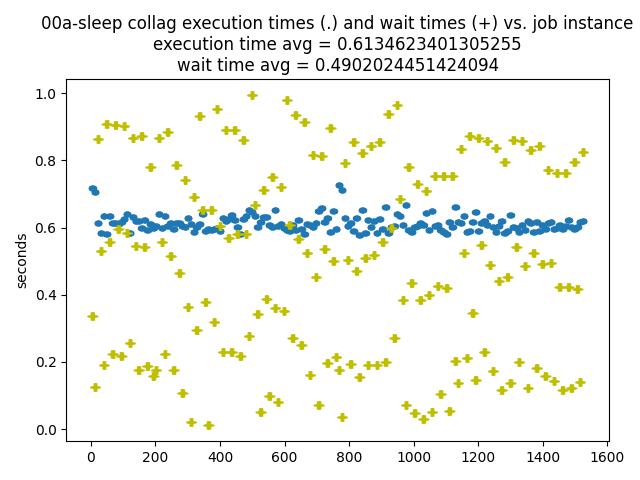 00a-sleep collag execution times (.) and wait times (+) vs. job instance
execution time avg = 0.6134623401305255
wait time avg = 0.4902024451424094
1.0
0.8
0.6
0.4
0.2
0.0
seconds
0 200 400 600 800 1000 1200 1400 1600